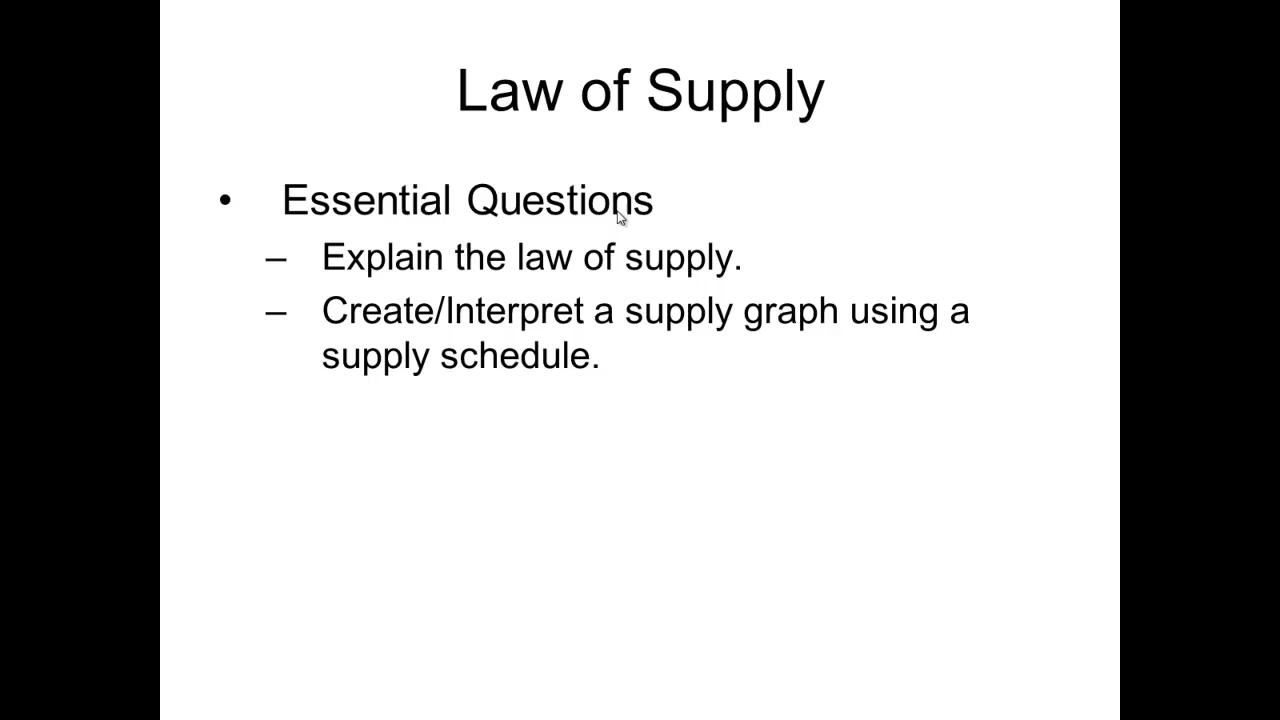 Law of Supply
• Essential Questions
– Explain the law of supply.
– Create/Interpret a supply graph using a
supply schedule.